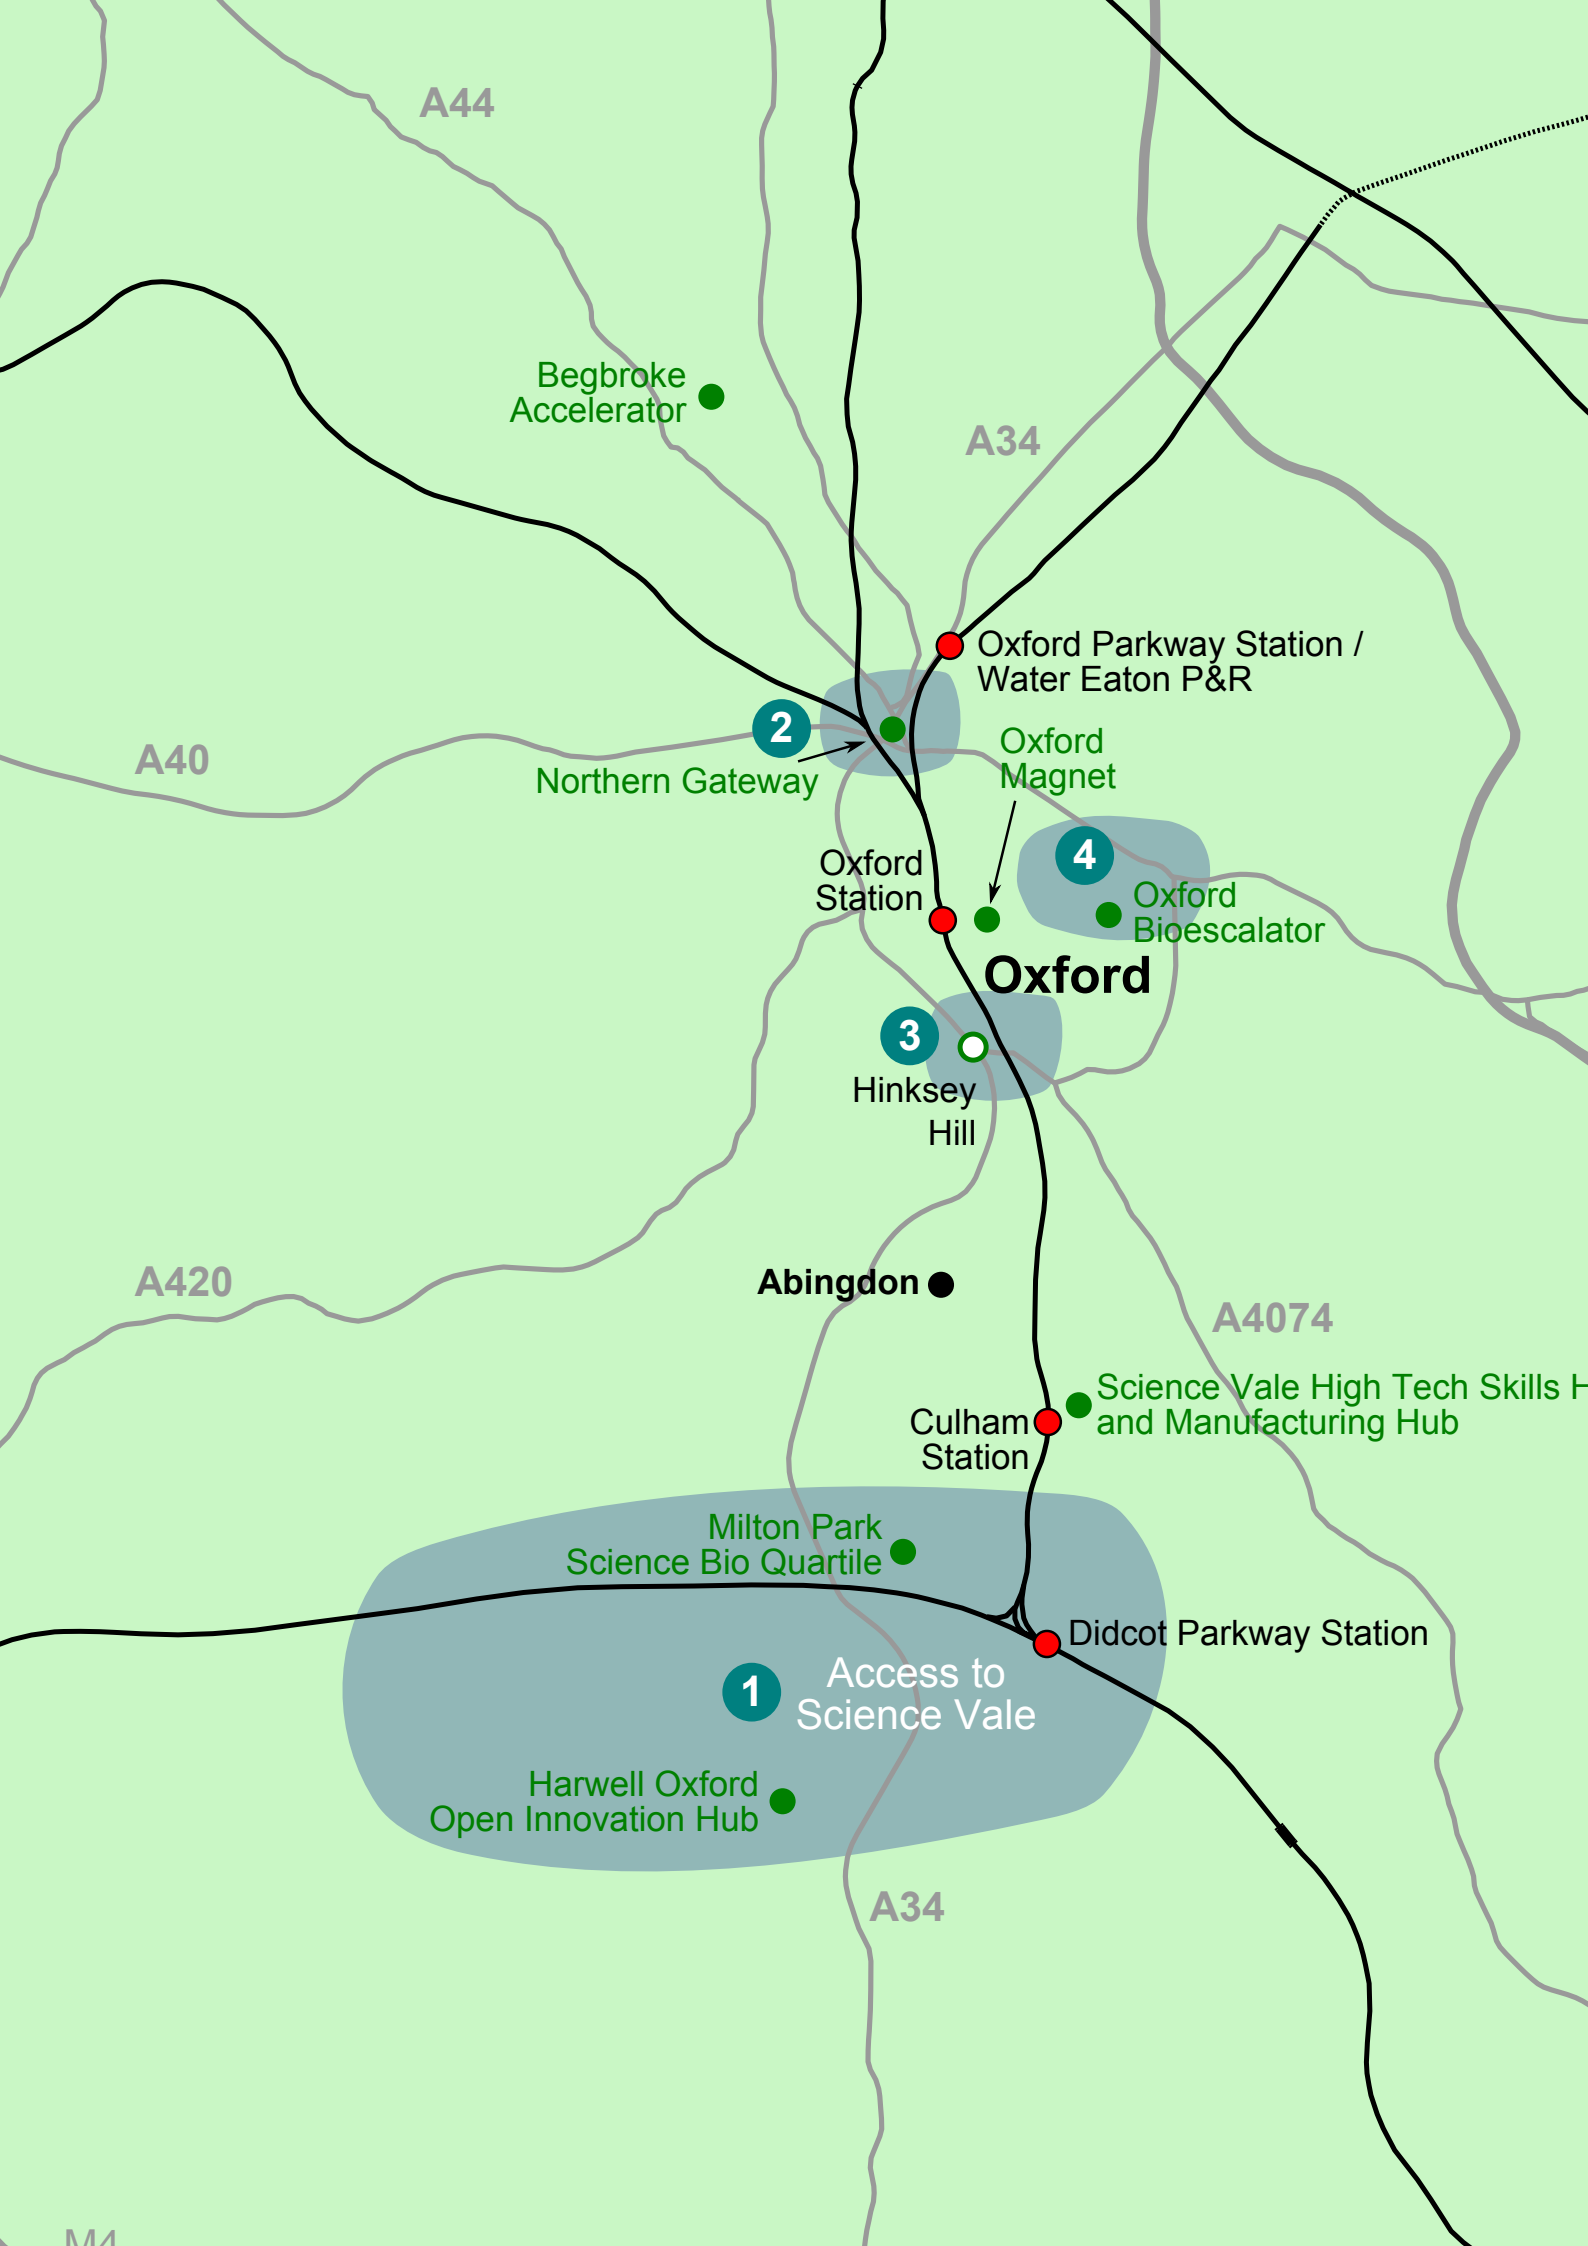 A44
Begbroke
Accelerator
A34
Oxford Parkway Station /
Water Eaton P&R
2
A40
Northern Gateway
Oxford
Magnet
4
Oxford
Station
Oxford
Bioescalator
Oxford
3
Hinksey
Hill
Abingdon
A420
A4074
Science Vale High Tech Skills H
and Manufacturing Hub
Culham
Station
Milton Park
Science Bio Quartile
Didcot Parkway Station
1
Access to
Science Vale
Harwell Oxford
Open Innovation Hub
A34
M4